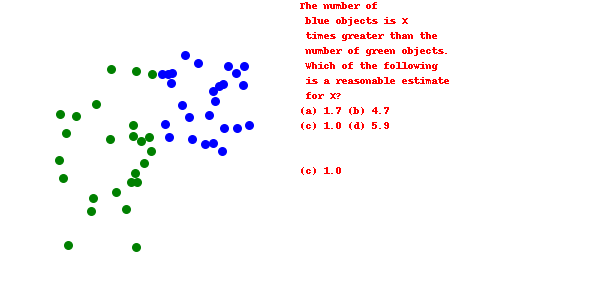 The number of
blue objects is X
times greater than the
number of green objects.
Which of the following
is a reasonable estimate
for X?
(a) 1.7 (b) 4.7
(c) 1.0 (d) 5.9
(c) 1.0